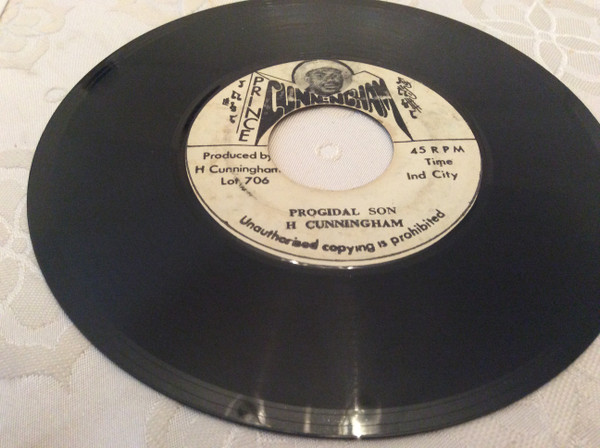 PRINCE
CUNNINGHAM
Produced by
H Cunningham
Lot 706
45 RPM
Time
Ind City
PROGIDAL SON
H CUNNINGHAM
Unauthorised copying is prohibited